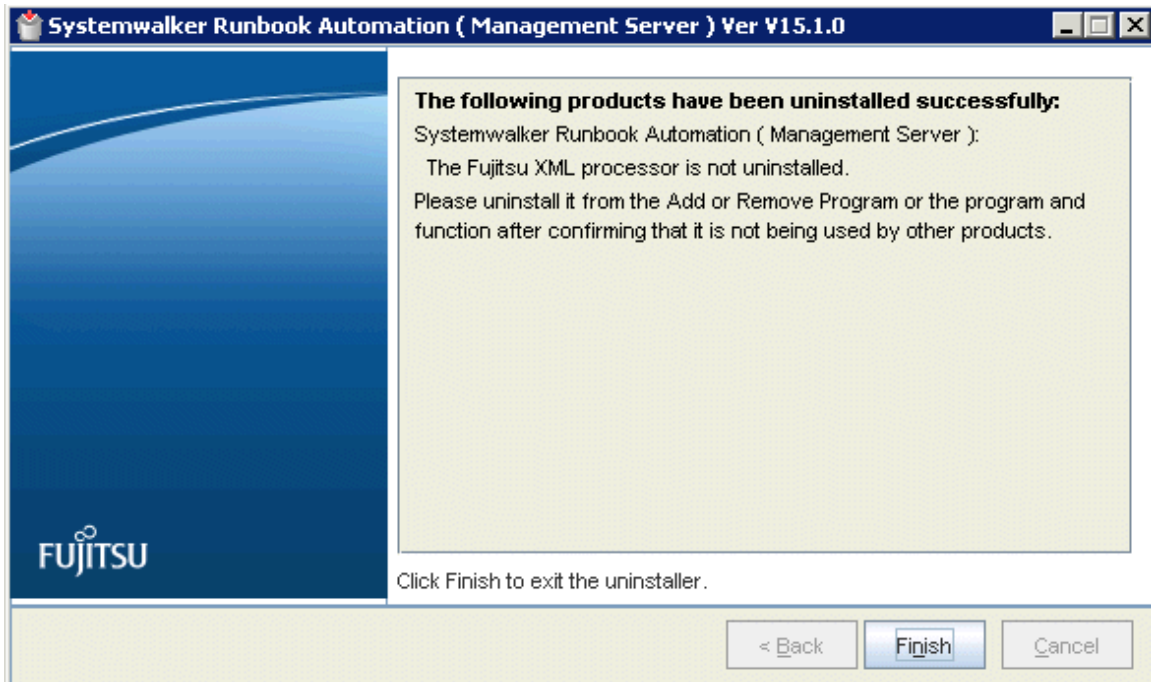 Systemwalker Runbook Automation ( Management Server ) Ver V15.1.0
The following products have been uninstalled successfully:
Systemwalker Runbook Automation ( Management Server ):
The Fujitsu XML processor is not uninstalled.
Please uninstall it from the Add or Remove Program or the program and
function after confirming that it is not being used by other products.
FUJITSU
Click Finish to exit the uninstaller.
< Back
Finish
Cancel